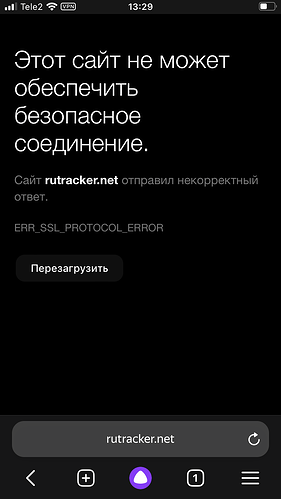 Tele2 VPN 13:29
Этот сайт не может
обеспечить
безопасное
соединение.
Сайт rutracker.net отправил некорректный
ответ.
ERR_SSL_PROTOCOL_ERROR
Перезагрузить
rutracker.net
1